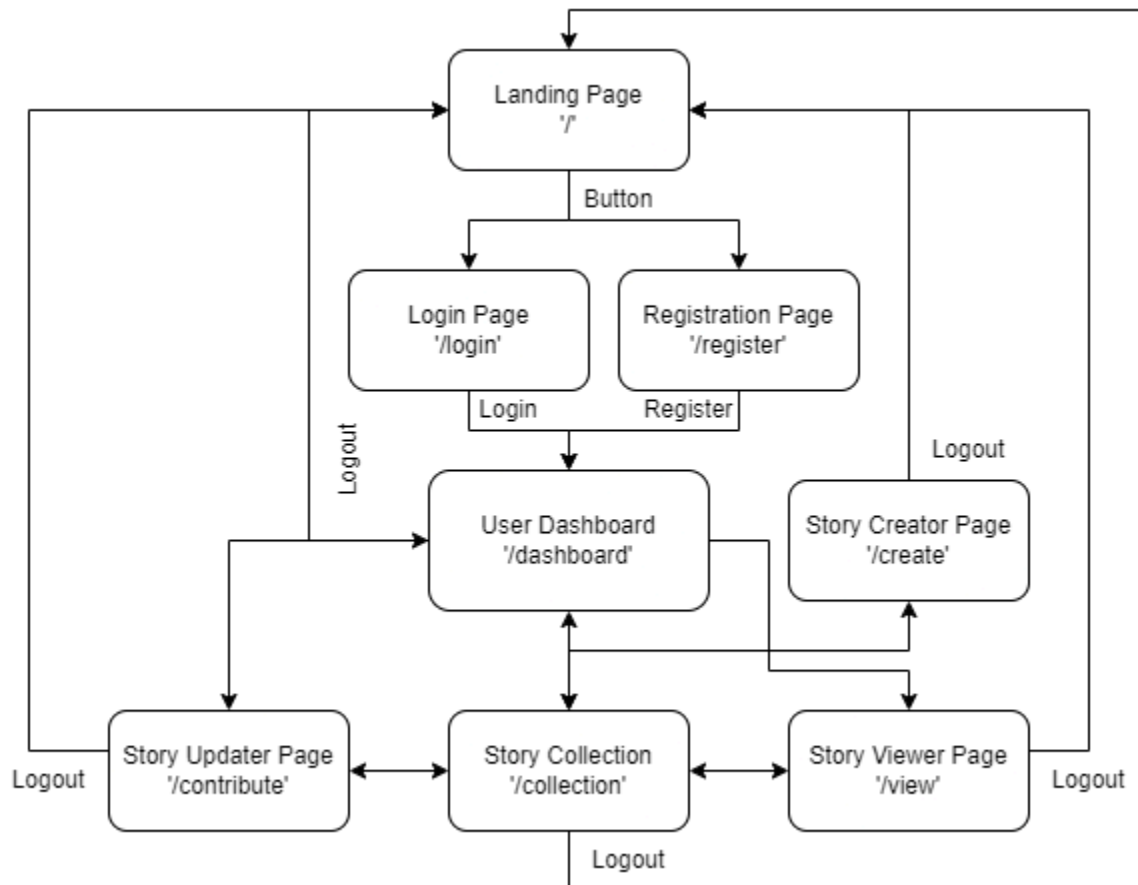 Landing Page
'/'
Button
Login Page
'/login'
Registration Page
'/register'
Login
Register
Logout
Logout
User Dashboard
'/dashboard'
Story Creator Page
'/create'
Story Updater Page
'/contribute'
Story Collection
'/collection'
Story Viewer Page
'/view'
Logout
Logout
Logout